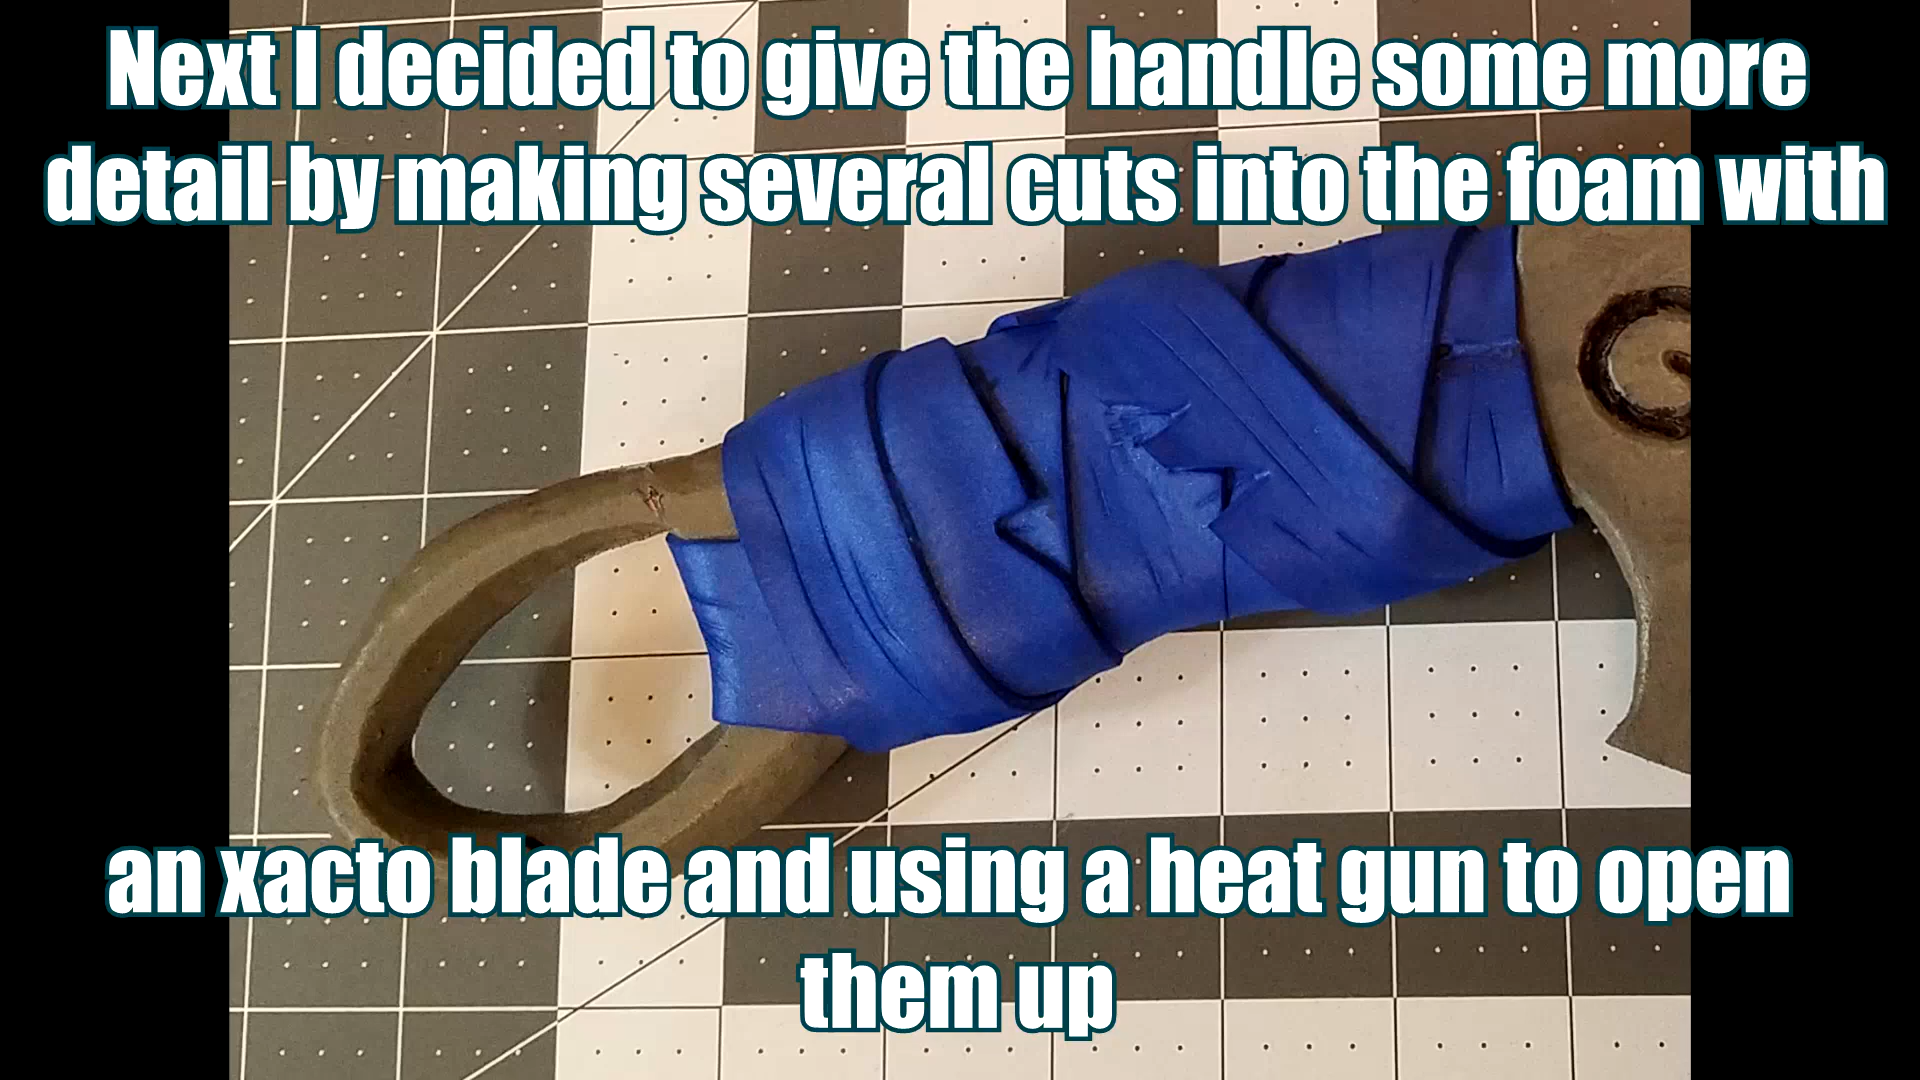 Next I decided to give the handle some more
detail by making several cuts into the foam with
an xacto blade and using a heat gun to open
them up